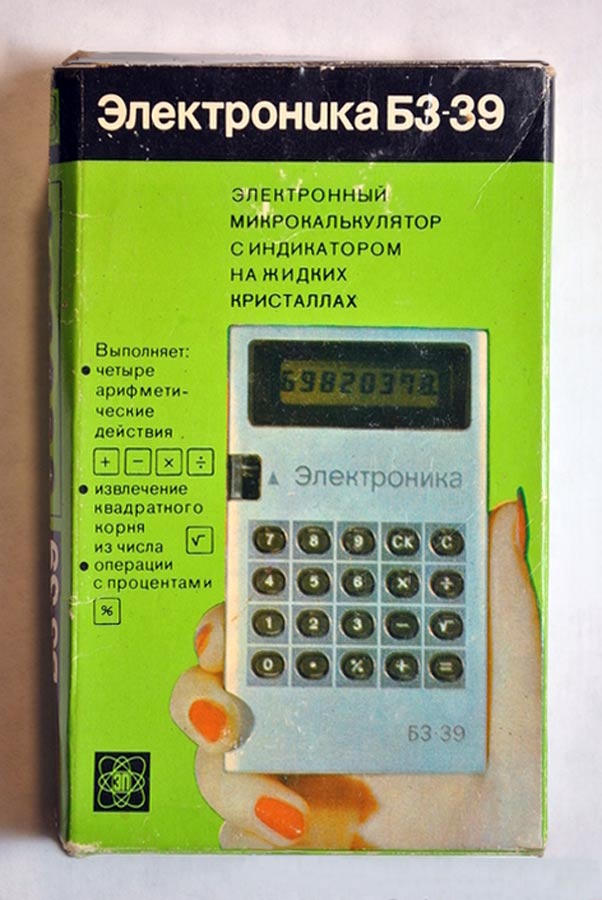 Электроника Б3-39
ЭЛЕКТРОННЫЙ
МИКРОКАЛЬКУЛЯТОР
С ИНДИКАТОРОМ
НА ЖИДКИХ
КРИСТАЛЛАХ
Выполняет:
• четыре
арифмети-
ческие
действия
+ − × ÷
• извлечение
квадратного
корня
из числа √
• операции
с процентами
%
Электроника
7 8 9 СК С
4 5 6 × ÷
1 2 3 − √
0 • % + =
Б3-39
ЭП